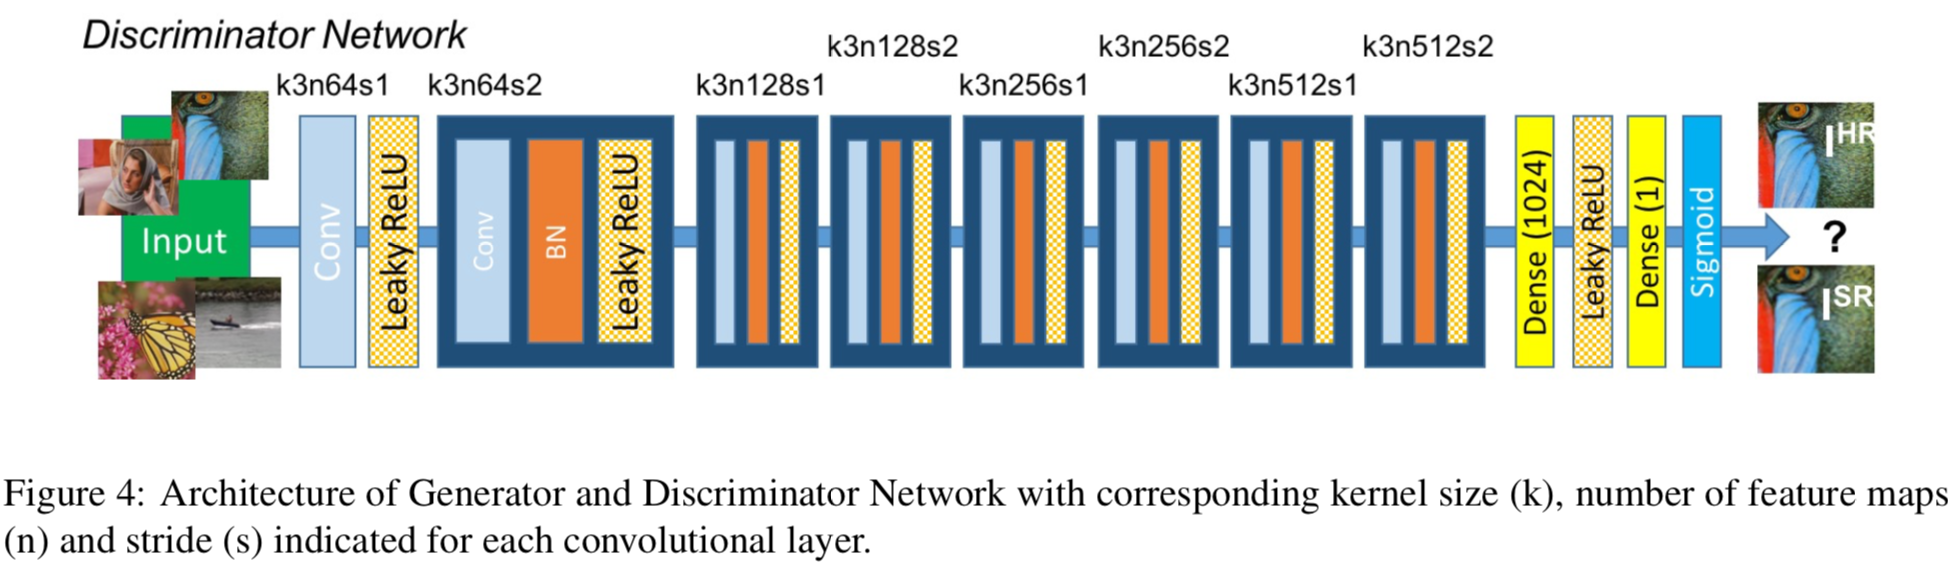 Discriminator Network
k3n128s2
k3n256s2
k3n512s2
k3n64s1
k3n64s2
k3n128s1
k3n256s1
k3n512s1
Input
Conv
Leaky ReLU
Conv
BN
Leaky ReLU
Dense (1024)
Leaky ReLU
Dense (1)
Sigmoid
IHR
?
ISR
Figure 4: Architecture of Generator and Discriminator Network with corresponding kernel size (k), number of feature maps
(n) and stride (s) indicated for each convolutional layer.